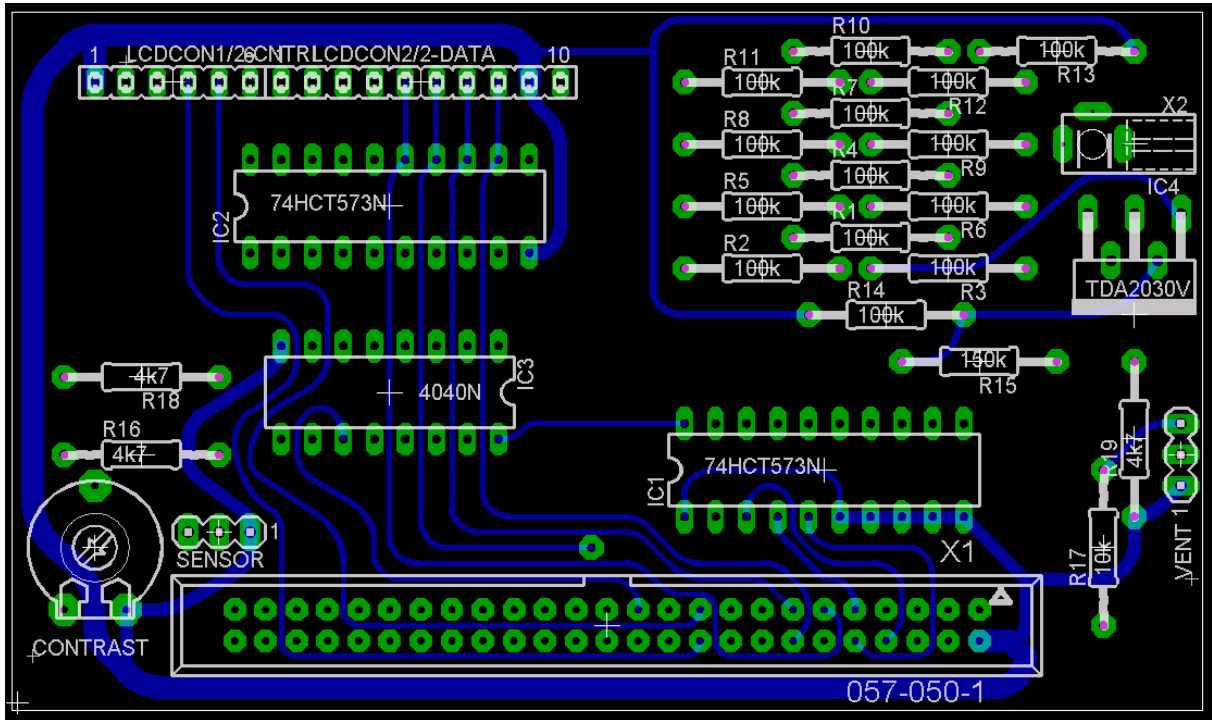 1 LCDCON1/2-CNTRLCDCON2/2-DATA 10
6
R10
100k
100k
R13
R11
100k
R7
100k
R12
100k
X2
R8
100k
R4
100k
R9
100k
IC4
R5
100k
R1
100k
R6
100k
R2
100k
100k
R3
TDA2030V
R14
100k
150k
R15
74HCT573N
IC2
4k7
R18
4040N
IC3
R16
4k7
74HCT573N
IC1
R19
4k7
1
SENSOR
X1
R17
10k
VENT 1
CONTRAST
057-050-1